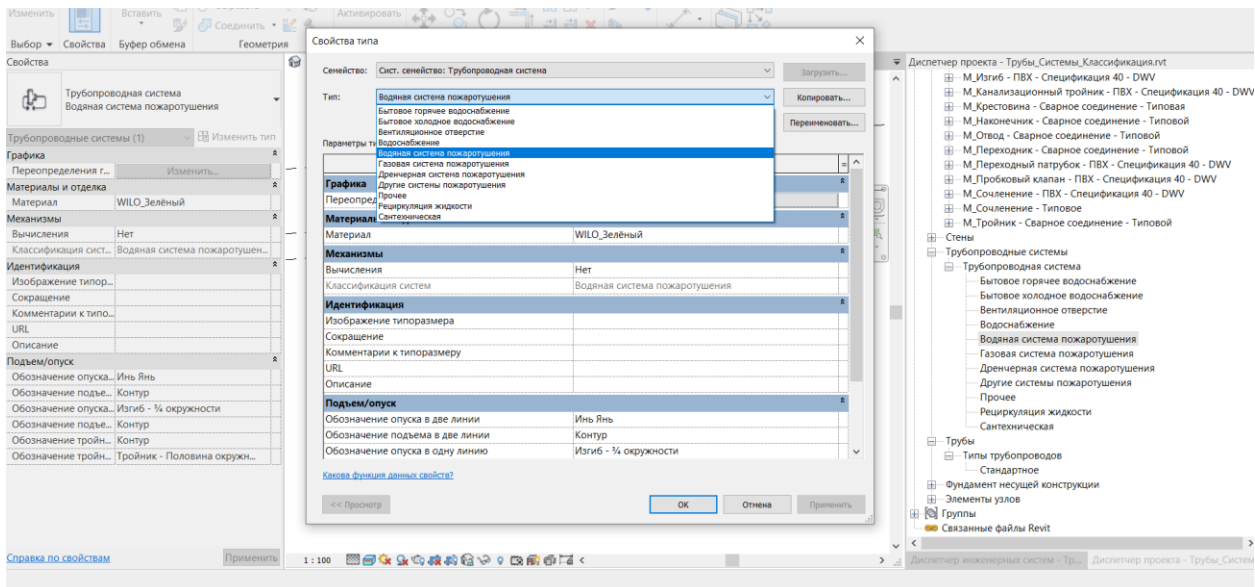 Изменить
Вставить
Соединить
Активировать
Выбор
Свойства
Буфер обмена
Геометрия
Свойства
Трубопроводная система
Водяная система пожаротушения
Трубопроводные системы (1)
Изменить тип
Графика
Переопределения г... Изменить...
Материалы и отделка
Материал WILO_Зелёный
Механизмы
Вычисления Нет
Классификация сист... Водяная система пожаротушен...
Идентификация
Изображение типор...
Сокращение
Комментарии к типо...
URL
Описание
Подъем/опуск
Обозначение опуска... Инь Янь
Обозначение подъе... Контур
Обозначение опуска... Изгиб - ¾ окружности
Обозначение подъе... Контур
Обозначение тройн... Контур
Обозначение тройн... Тройник - Половина окружн...
Справка по свойствам
Применить
Свойства типа
Семейство: Сист. семейство: Трубопроводная система
Загрузить...
Тип: Водяная система пожаротушения
Копировать...
Переименовать...
Бытовое горячее водоснабжение
Бытовое холодное водоснабжение
Вентиляционное отверстие
Водоснабжение
Водяная система пожаротушения
Газовая система пожаротушения
Дренчерная система пожаротушения
Другие системы пожаротушения
Прочее
Рециркуляция жидкости
Сантехническая
Параметры ти
=
Графика
Переопред
Материал
Материал WILO_Зелёный
Механизмы
Вычисления Нет
Классификация систем Водяная система пожаротушения
Идентификация
Изображение типоразмера
Сокращение
Комментарии к типоразмеру
URL
Описание
Подъем/опуск
Обозначение опуска в две линии Инь Янь
Обозначение подъема в две линии Контур
Обозначение опуска в одну линию Изгиб - ¾ окружности
Какова функция данных свойств?
<< Просмотр
ОК
Отмена
Применить
1 : 100
Диспетчер проекта - Трубы_Системы_Классификация.rvt
М_Изгиб - ПВХ - Спецификация 40 - DWV
М_Канализационный тройник - ПВХ - Спецификация 40 - DWV
М_Крестовина - Сварное соединение - Типовая
М_Наконечник - Сварное соединение - Типовой
М_Отвод - Сварное соединение - Типовой
М_Переходник - Сварное соединение - Типовой
М_Переходный патрубок - ПВХ - Спецификация 40 - DWV
М_Пробковый клапан - ПВХ - Спецификация 40 - DWV
М_Сочленение - ПВХ - Спецификация 40 - DWV
М_Сочленение - Типовое
М_Тройник - Сварное соединение - Типовой
Стены
Трубопроводные системы
Трубопроводная система
Бытовое горячее водоснабжение
Бытовое холодное водоснабжение
Вентиляционное отверстие
Водоснабжение
Водяная система пожаротушения
Газовая система пожаротушения
Дренчерная система пожаротушения
Другие системы пожаротушения
Прочее
Рециркуляция жидкости
Сантехническая
Трубы
Типы трубопроводов
Стандартное
Фундамент несущей конструкции
Элементы узлов
Группы
Связанные файлы Revit
Диспетчер инженерных систем - Тр...
Диспетчер проекта - Трубы_Систем